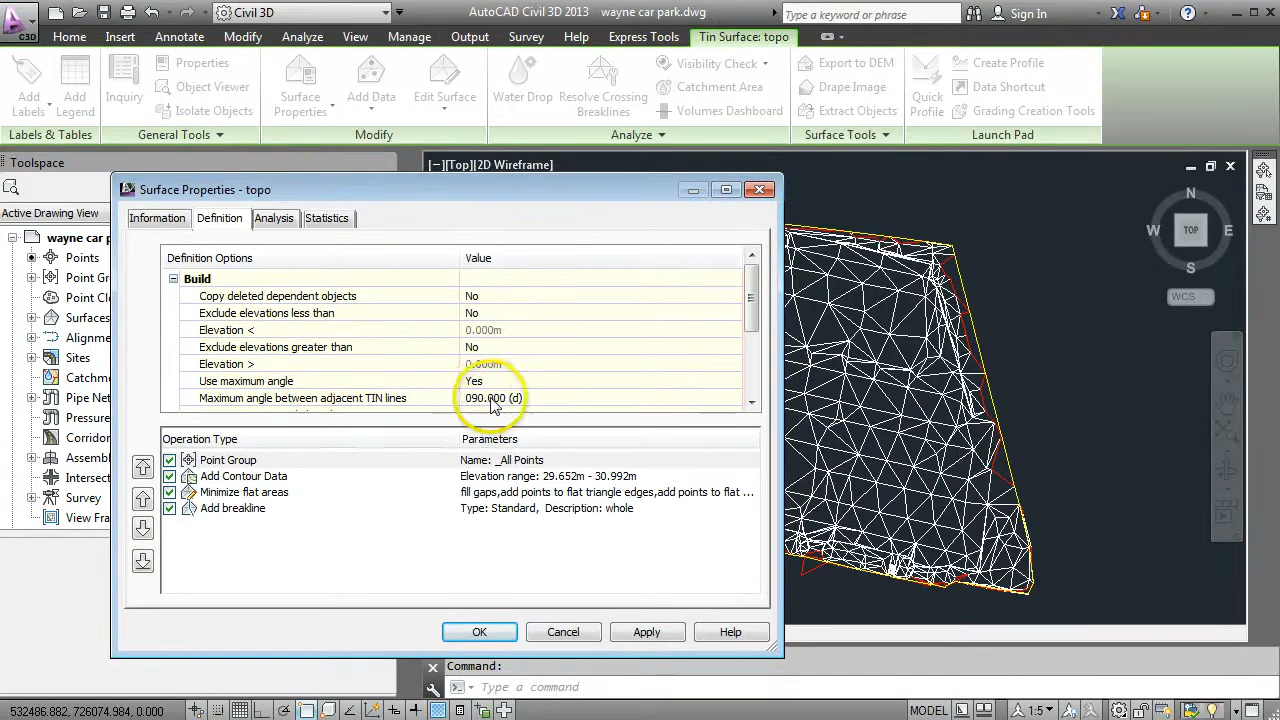 Civil 3D
AutoCAD Civil 3D 2013 wayne car park.dwg
Type a keyword or phrase
Sign In
C3D
Home Insert Annotate Modify Analyze View Manage Output Survey Help Express Tools Tin Surface: topo
Add Labels
Add Legend
Inquiry
Properties
Object Viewer
Isolate Objects
Surface Properties
Add Data
Edit Surface
Water Drop
Resolve Crossing Breaklines
Visibility Check
Catchment Area
Volumes Dashboard
Export to DEM
Drape Image
Extract Objects
Quick Profile
Create Profile
Data Shortcut
Grading Creation Tools
Labels & Tables General Tools Modify Analyze Surface Tools Launch Pad
Toolspace
[−][Top][2D Wireframe]
Active Drawing View
wayne car pa
Points
Point Gr
Point Clo
Surfaces
Alignme
Sites
Catchm
Pipe Net
Pressure
Corridor
Assemb
Intersect
Survey
View Fra
Surface Properties - topo
Information Definition Analysis Statistics
Definition Options Value
Build
Copy deleted dependent objects No
Exclude elevations less than No
Elevation < 0.000m
Exclude elevations greater than No
Elevation > 0.000m
Use maximum angle Yes
Maximum angle between adjacent TIN lines 090.000 (d)
Operation Type Parameters
Point Group Name: _All Points
Add Contour Data Elevation range: 29.652m - 30.992m
Minimize flat areas fill gaps,add points to flat triangle edges,add points to flat ...
Add breakline Type: Standard, Description: whole
OK Cancel Apply Help
N
W TOP E
S
WCS
Command:
Type a command
532486.882, 726074.984, 0.000
MODEL
1:5